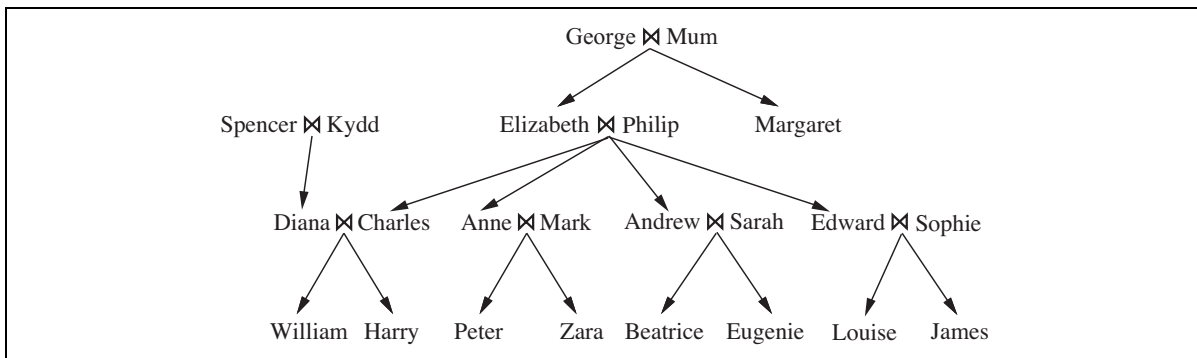 George ⋈ Mum
Spencer ⋈ Kydd Elizabeth ⋈ Philip Margaret
Diana ⋈ Charles Anne ⋈ Mark Andrew ⋈ Sarah Edward ⋈ Sophie
William Harry Peter Zara Beatrice Eugenie Louise James